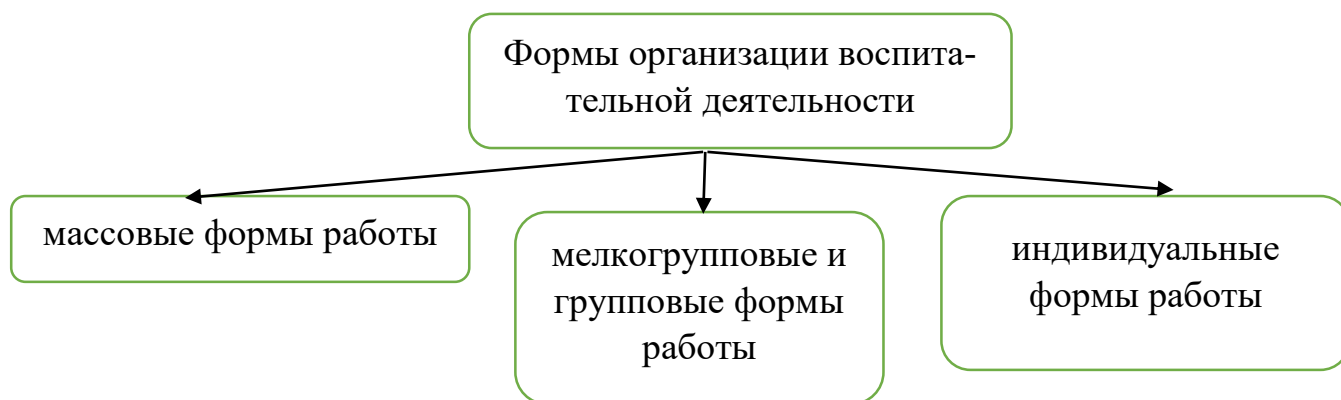 Формы организации воспита-
тельной деятельности
массовые формы работы
мелкогрупповые и
групповые формы
работы
индивидуальные
формы работы